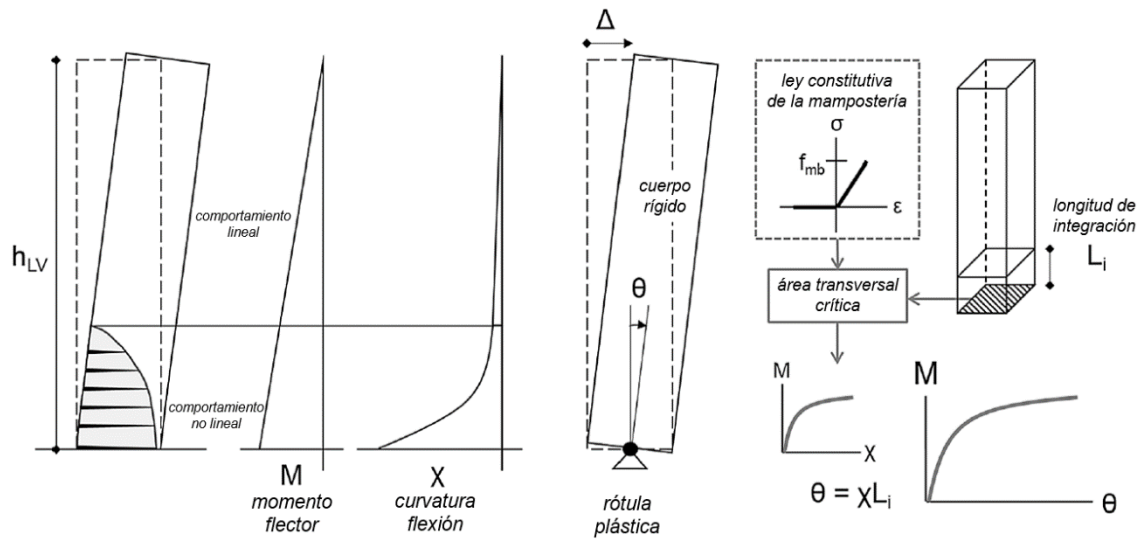 h_LV
comportamiento
lineal
comportamiento
no lineal
M
momento
flector
χ
curvatura
flexión
Δ
cuerpo
rígido
θ
rótula
plástica
ley constitutiva
de la mampostería
σ
f_mb
ε
área transversal
crítica
longitud de
integración
L_i
M
χ
θ = χL_i
M
θ